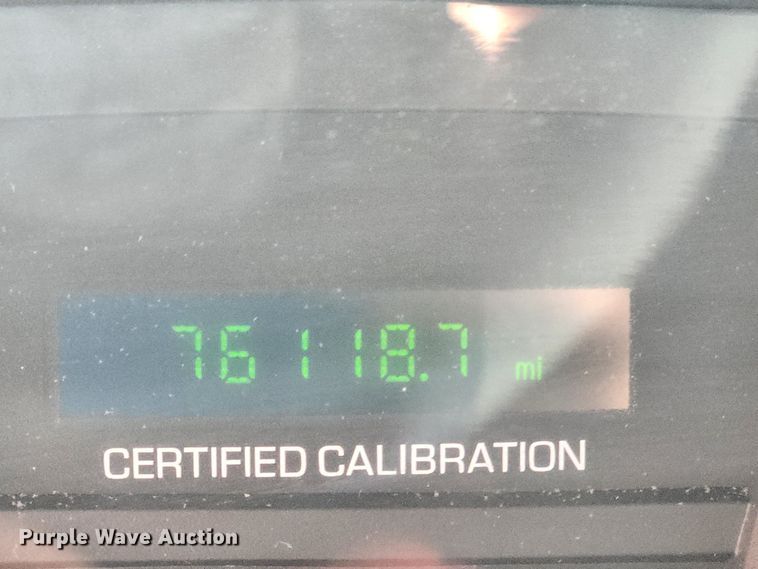 76118.7 mi
CERTIFIED CALIBRATION
Purple Wave Auction